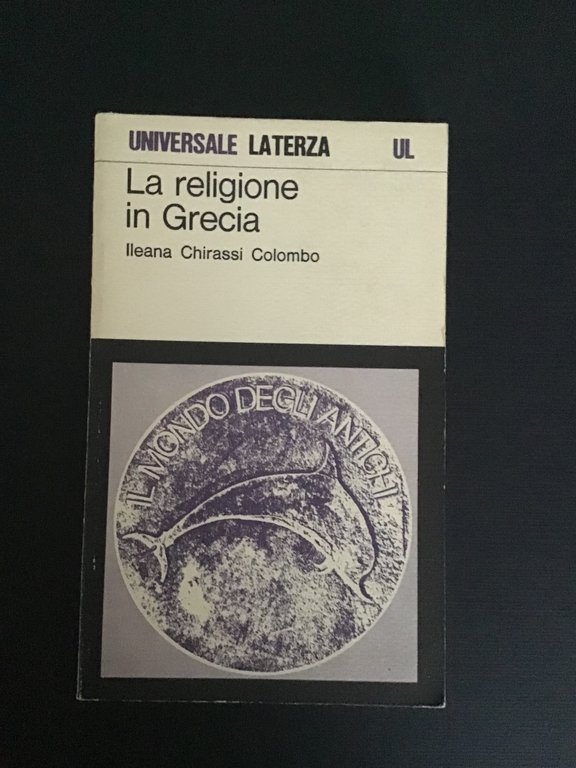 UNIVERSALE LATERZA UL
La religione
in Grecia
Ileana Chirassi Colombo
IL MONDO DEGLI ANTICHI